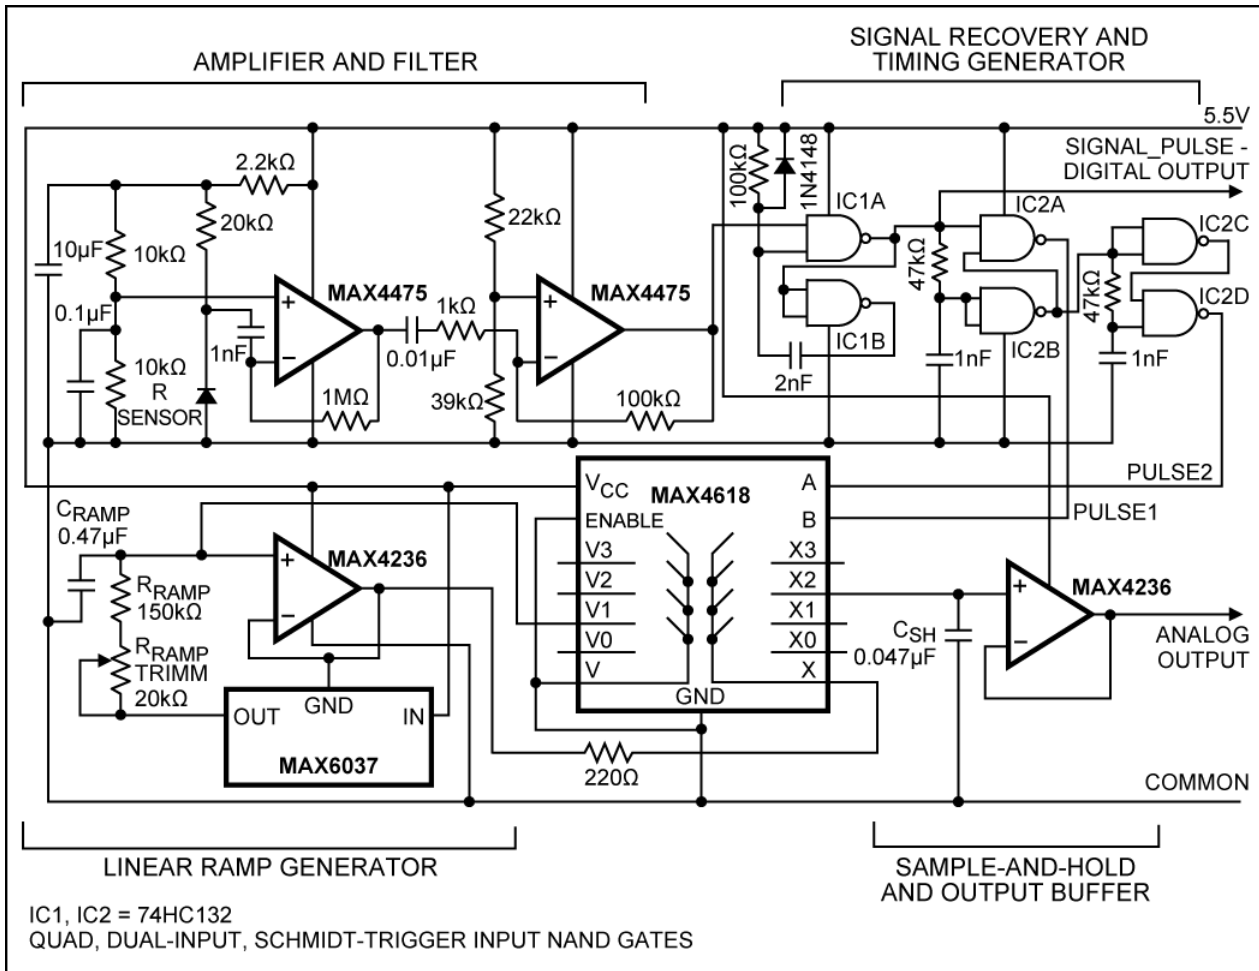 AMPLIFIER AND FILTER
SIGNAL RECOVERY AND
TIMING GENERATOR
5.5V
SIGNAL_PULSE -
DIGITAL OUTPUT
2.2kΩ
20kΩ
10µF
10kΩ
0.1µF
10kΩ
R
SENSOR
1nF
MAX4475
1MΩ
0.01µF
1kΩ
22kΩ
39kΩ
MAX4475
100kΩ
100kΩ
1N4148
IC1A
IC1B
2nF
47kΩ
1nF
IC2A
IC2B
47kΩ
1nF
IC2C
IC2D
PULSE2
PULSE1
CRAMP
0.47µF
RRAMP
150kΩ
RRAMP
TRIMM
20kΩ
MAX4236
OUT
GND
IN
MAX6037
VCC
MAX4618
A
ENABLE
B
V3
X3
V2
X2
V1
X1
V0
X0
V
X
GND
220Ω
CSH
0.047µF
MAX4236
ANALOG
OUTPUT
COMMON
LINEAR RAMP GENERATOR
SAMPLE-AND-HOLD
AND OUTPUT BUFFER
IC1, IC2 = 74HC132
QUAD, DUAL-INPUT, SCHMIDT-TRIGGER INPUT NAND GATES